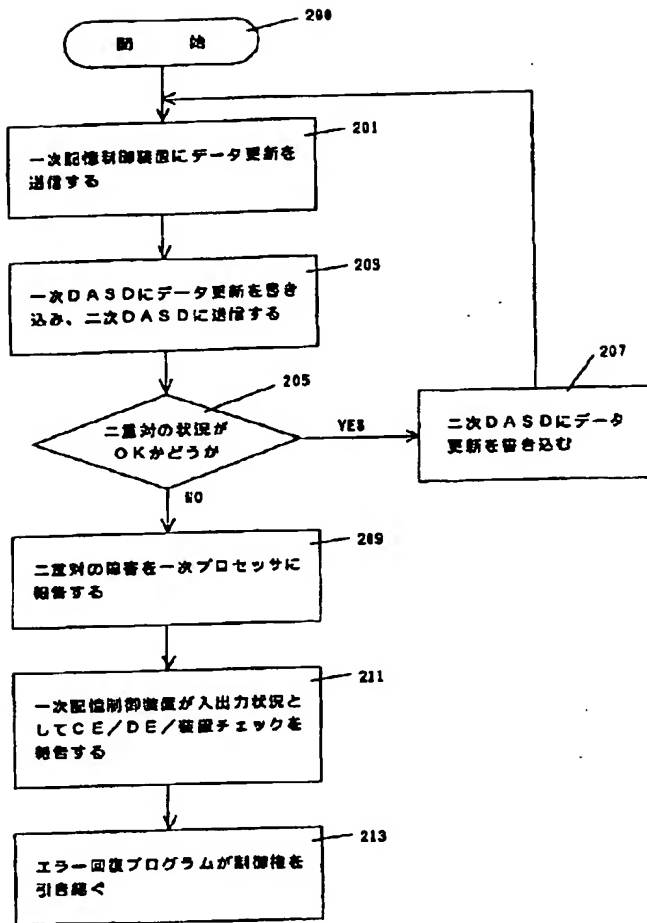 200
開 始
201
一次記憶制御装置にデータ更新を
送信する
203
一次DASDにデータ更新を書き
込み、二次DASDに送信する
205
二重対の状況が
OKかどうか
YES
207
二次DASDにデータ
更新を書き込む
NO
209
二重対の障害を一次プロセッサに
報告する
211
一次記憶制御装置が入出力状況と
してCE/DE/装置チェックを
報告する
213
エラー回復プログラムが制御権を
引き継ぐ